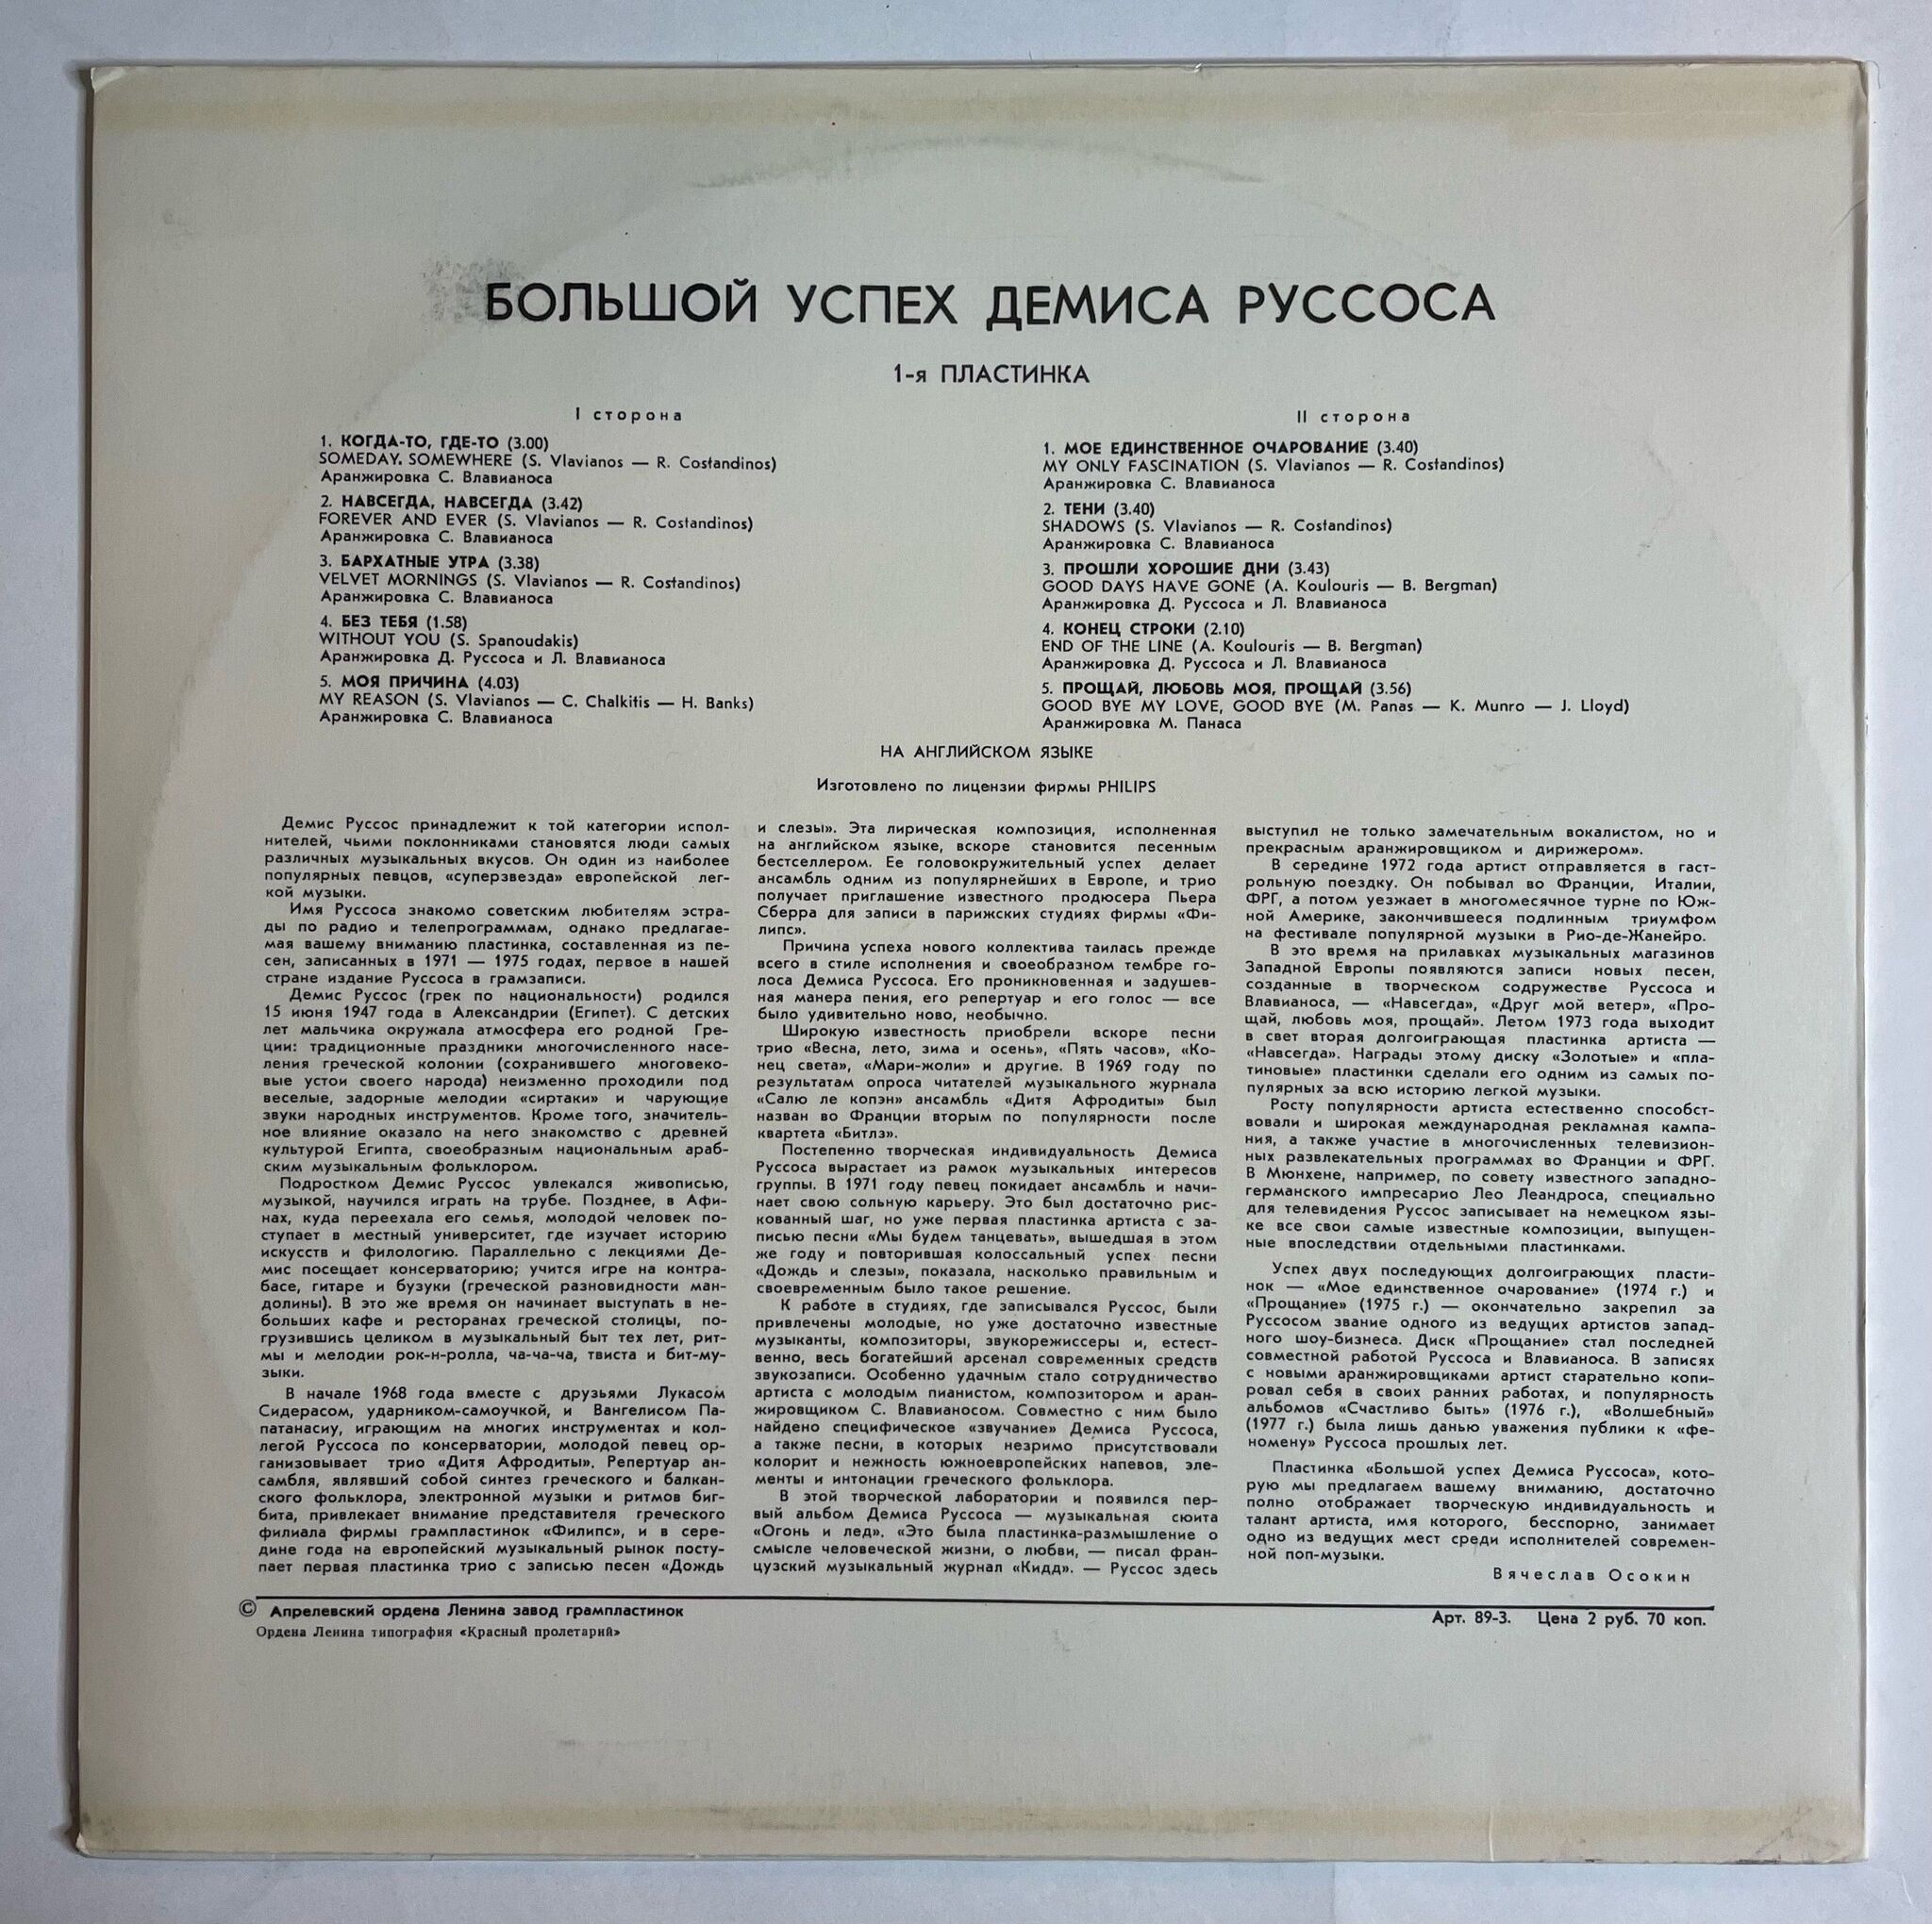 БОЛЬШОЙ УСПЕХ ДЕМИСА РУССОСА
1-я ПЛАСТИНКА
I сторона
1. КОГДА-ТО, ГДЕ-ТО (3.00)
SOMEDAY. SOMEWHERE (S. Vlavianos — R. Costandinos)
Аранжировка С. Влавианоса
2. НАВСЕГДА, НАВСЕГДА (3.42)
FOREVER AND EVER (S. Vlavianos — R. Costandinos)
Аранжировка С. Влавианоса
3. БАРХАТНЫЕ УТРА (3.38)
VELVET MORNINGS (S. Vlavianos — R. Costandinos)
Аранжировка С. Влавианоса
4. БЕЗ ТЕБЯ (1.58)
WITHOUT YOU (S. Spanoudakis)
Аранжировка Д. Руссоса и Л. Влавианоса
5. МОЯ ПРИЧИНА (4.03)
MY REASON (S. Vlavianos — C. Chalkitis — H. Banks)
Аранжировка С. Влавианоса
II сторона
1. МОЕ ЕДИНСТВЕННОЕ ОЧАРОВАНИЕ (3.40)
MY ONLY FASCINATION (S. Vlavianos — R. Costandinos)
Аранжировка С. Влавианоса
2. ТЕНИ (3.40)
SHADOWS (S. Vlavianos — R. Costandinos)
Аранжировка С. Влавианоса
3. ПРОШЛИ ХОРОШИЕ ДНИ (3.43)
GOOD DAYS HAVE GONE (A. Koulouris — B. Bergman)
Аранжировка Д. Руссоса и Л. Влавианоса
4. КОНЕЦ СТРОКИ (2.10)
END OF THE LINE (A. Koulouris — B. Bergman)
Аранжировка Д. Руссоса и Л. Влавианоса
5. ПРОЩАЙ, ЛЮБОВЬ МОЯ, ПРОЩАЙ (3.56)
GOOD BYE MY LOVE, GOOD BYE (M. Panas — K. Munro — J. Lloyd)
Аранжировка М. Панаса
НА АНГЛИЙСКОМ ЯЗЫКЕ
Изготовлено по лицензии фирмы PHILIPS
Демис Руссос принадлежит к той категории испол-
нителей, чьими поклонниками становятся люди самых
различных музыкальных вкусов. Он один из наиболее
популярных певцов, «суперзвезда» европейской лег-
кой музыки.
Имя Руссоса знакомо советским любителям эстра-
ды по радио и телепрограммам, однако предлагае-
мая вашему вниманию пластинка, составленная из пе-
сен, записанных в 1971 — 1975 годах, первое в нашей
стране издание Руссоса в грамзаписи.
Демис Руссос (грек по национальности) родился
15 июня 1947 года в Александрии (Египет). С детских
лет мальчика окружала атмосфера его родной Гре-
ции: традиционные праздники многочисленного насе-
ления греческой колонии (сохранившего многовеко-
вые устои своего народа) неизменно проходили под
веселые, задорные мелодии «сиртаки» и чарующие
звуки народных инструментов. Кроме того, значитель-
ное влияние оказало на него знакомство с древней
культурой Египта, своеобразным национальным араб-
ским музыкальным фольклором.
Подростком Демис Руссос увлекался живописью,
музыкой, научился играть на трубе. Позднее, в Афи-
нах, куда переехала его семья, молодой человек по-
ступает в местный университет, где изучает историю
искусств и филологию. Параллельно с лекциями Де-
мис посещает консерваторию; учится игре на контра-
басе, гитаре и бузуки (греческой разновидности ман-
долины). В это же время он начинает выступать в не-
больших кафе и ресторанах греческой столицы, по-
грузившись целиком в музыкальный быт тех лет, рит-
мы и мелодии рок-н-ролла, ча-ча-ча, твиста и бит-му-
зыки.
В начале 1968 года вместе с друзьями Лукасом
Сидерасом, ударником-самоучкой, и Вангелисом Па-
патанасиу, играющим на многих инструментах и кол-
легой Руссоса по консерватории, молодой певец ор-
ганизовывает трио «Дитя Афродиты». Репертуар ан-
самбля, являвший собой синтез греческого и балкан-
ского фольклора, электронной музыки и ритмов биг-
бита, привлекает внимание представителя греческого
филиала фирмы грампластинок «Филипс», и в сере-
дине года на европейский музыкальный рынок посту-
пает первая пластинка трио с записью песен «Дождь
и слезы». Эта лирическая композиция, исполненная
на английском языке, вскоре становится песенным
бестселлером. Ее головокружительный успех делает
ансамбль одним из популярнейших в Европе, и трио
получает приглашение известного продюсера Пьера
Сберра для записи в парижских студиях фирмы «Фи-
липс».
Причина успеха нового коллектива таилась прежде
всего в стиле исполнения и своеобразном тембре го-
лоса Демиса Руссоса. Его проникновенная и задушев-
ная манера пения, его репертуар и его голос — все
было удивительно ново, необычно.
Широкую известность приобрели вскоре песни
трио «Весна, лето, зима и осень», «Пять часов», «Ко-
нец света», «Мари-жоли» и другие. В 1969 году по
результатам опроса читателей музыкального журнала
«Салю ле копэн» ансамбль «Дитя Афродиты» был
назван во Франции вторым по популярности после
квартета «Битлз».
Постепенно творческая индивидуальность Демиса
Руссоса вырастает из рамок музыкальных интересов
группы. В 1971 году певец покидает ансамбль и начи-
нает свою сольную карьеру. Это был достаточно рис-
кованный шаг, но уже первая пластинка артиста с за-
писью песни «Мы будем танцевать», вышедшая в этом
же году и повторившая колоссальный успех песни
«Дождь и слезы», показала, насколько правильным и
своевременным было такое решение.
К работе в студиях, где записывался Руссос, были
привлечены молодые, но уже достаточно известные
музыканты, композиторы, звукорежиссеры и, естест-
венно, весь богатейший арсенал современных средств
звукозаписи. Особенно удачным стало сотрудничество
артиста с молодым пианистом, композитором и аран-
жировщиком С. Влавианосом. Совместно с ним было
найдено специфическое «звучание» Демиса Руссоса,
а также песни, в которых незримо присутствовали
колорит и нежность южноевропейских напевов, эле-
менты и интонации греческого фольклора.
В этой творческой лаборатории и появился пер-
вый альбом Демиса Руссоса — музыкальная сюита
«Огонь и лед». «Это была пластинка-размышление о
смысле человеческой жизни, о любви, — писал фран-
цузский музыкальный журнал «Кидд». — Руссос здесь
выступил не только замечательным вокалистом, но и
прекрасным аранжировщиком и дирижером».
В середине 1972 года артист отправляется в гаст-
рольную поездку. Он побывал во Франции, Италии,
ФРГ, а потом уезжает в многомесячное турне по Юж-
ной Америке, закончившееся подлинным триумфом
на фестивале популярной музыки в Рио-де-Жанейро.
В это время на прилавках музыкальных магазинов
Западной Европы появляются записи новых песен,
созданные в творческом содружестве Руссоса и
Влавианоса, — «Навсегда», «Друг мой ветер», «Про-
щай, любовь моя, прощай». Летом 1973 года выходит
в свет вторая долгоиграющая пластинка артиста —
«Навсегда». Награды этому диску «Золотые» и «пла-
тиновые» пластинки сделали его одним из самых по-
пулярных за всю историю легкой музыки.
Росту популярности артиста естественно способст-
вовали и широкая международная рекламная кампа-
ния, а также участие в многочисленных телевизион-
ных развлекательных программах во Франции и ФРГ.
В Мюнхене, например, по совету известного западно-
германского импресарио Лео Леандроса, специально
для телевидения Руссос записывает на немецком язы-
ке все свои самые известные композиции, выпущен-
ные впоследствии отдельными пластинками.
Успех двух последующих долгоиграющих пласти-
нок — «Мое единственное очарование» (1974 г.) и
«Прощание» (1975 г.) — окончательно закрепил за
Руссосом звание одного из ведущих артистов запад-
ного шоу-бизнеса. Диск «Прощание» стал последней
совместной работой Руссоса и Влавианоса. В записях
с новыми аранжировщиками артист старательно копи-
ровал себя в своих ранних работах, и популярность
альбомов «Счастливо быть» (1976 г.), «Волшебный»
(1977 г.) была лишь данью уважения публики к «фе-
номену» Руссоса прошлых лет.
Пластинка «Большой успех Демиса Руссоса», кото-
рую мы предлагаем вашему вниманию, достаточно
полно отображает творческую индивидуальность и
талант артиста, имя которого, бесспорно, занимает
одно из ведущих мест среди исполнителей современ-
ной поп-музыки.
Вячеслав Осокин
© Апрелевский ордена Ленина завод грампластинок
Ордена Ленина типография «Красный пролетарий»
Арт. 89-3. Цена 2 руб. 70 коп.